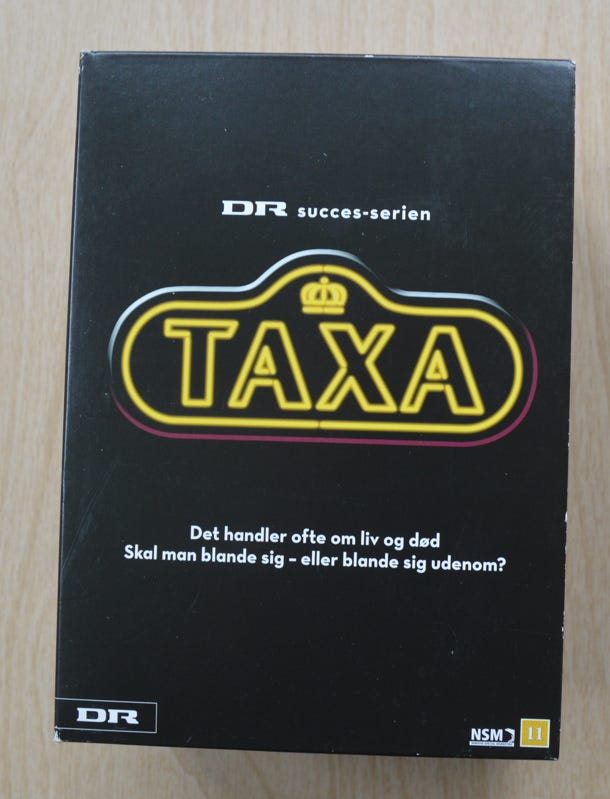 DR succes-serien
TAXA
Det handler ofte om liv og død
Skal man blande sig – eller blande sig udenom?
DR
NSM
11